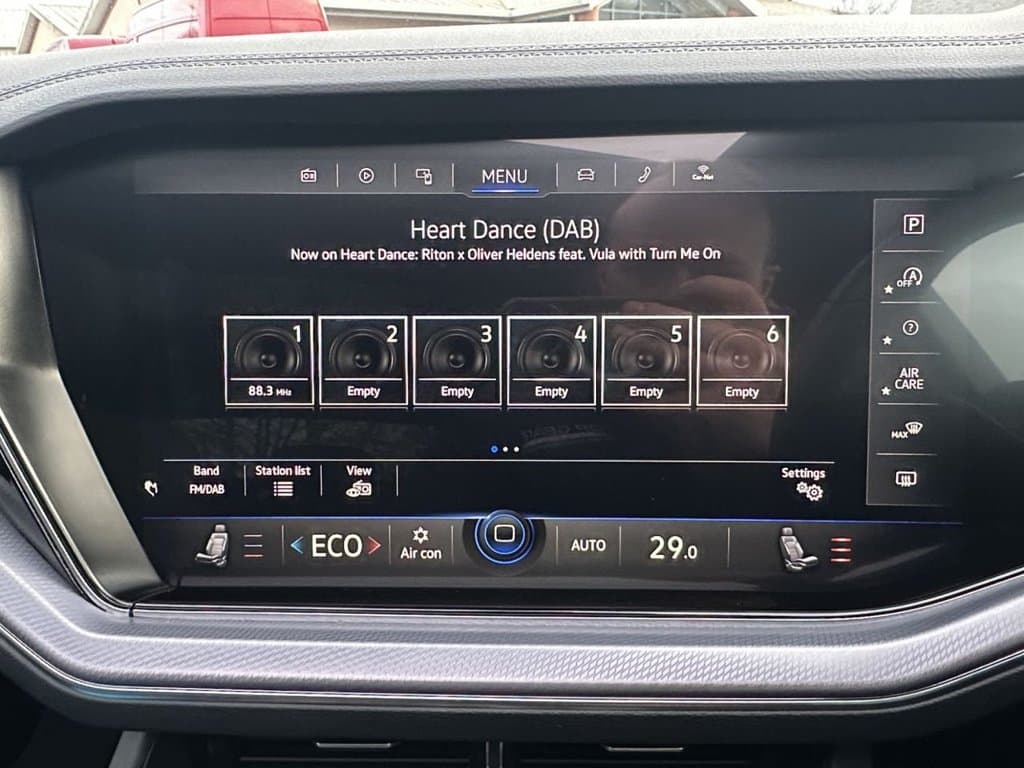 MENU
Car-Net
Heart Dance (DAB)
Now on Heart Dance: Riton x Oliver Heldens feat. Vula with Turn Me On
P
A
OFF
?
AIR
CARE
MAX
1 2 3 4 5 6
88.3 MHz Empty Empty Empty Empty Empty
Band Station list View Settings
FM/DAB
ECO Air con AUTO 29.0